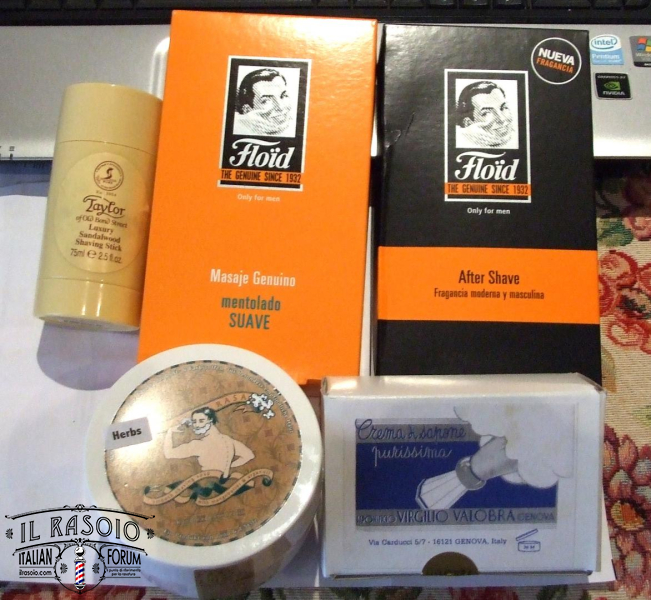 Floïd
THE GENUINE SINCE 1932
Only for men
Masaje Genuino
mentolado
SUAVE
NUEVA
FRAGANCIA
Floïd
THE GENUINE SINCE 1932
Only for men
After Shave
Fragancia moderna y masculina
intel
NVIDIA
Taylor
of Old Bond Street
Luxury
Sandalwood
Shaving Stick
75ml e 2.5 fl.oz
Herbs
Crema di sapone
purissima
VIRGILIO VALOBRA GENOVA
Via Carducci 5/7 - 16121 GENOVA, Italy
IL RASOIO
ITALIAN FORUM
ilrasoio.com